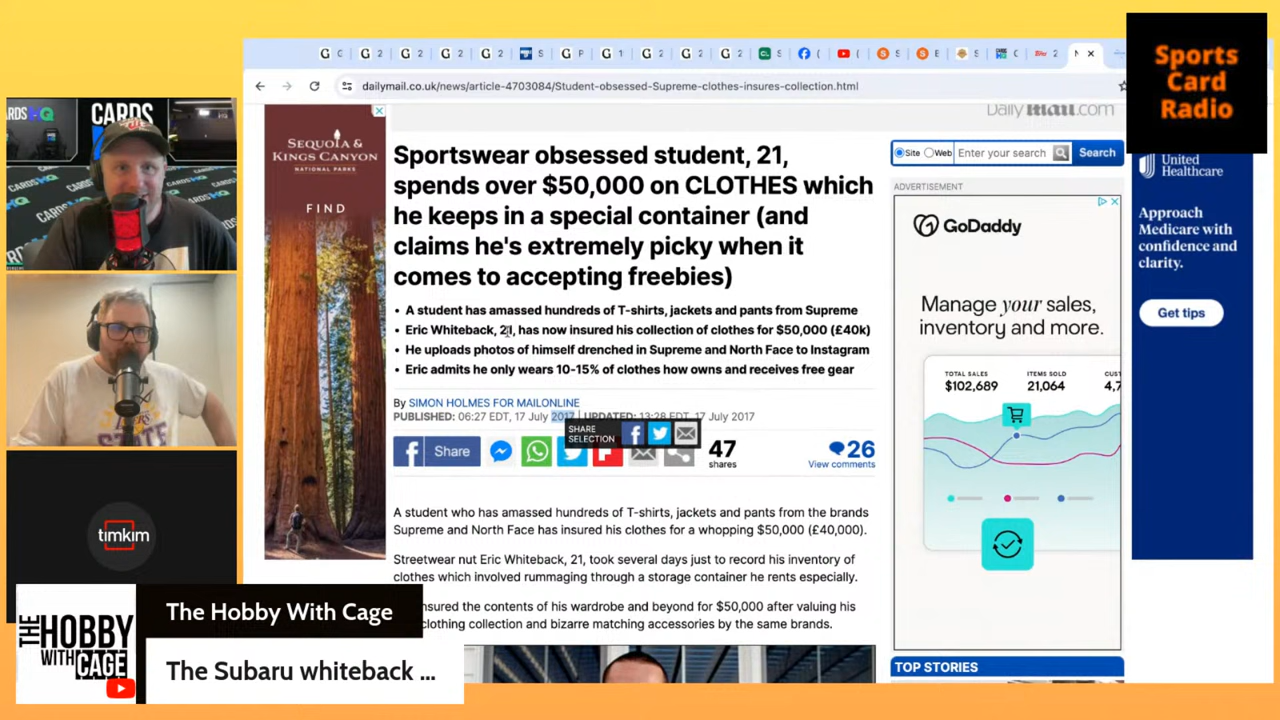 dailymail.co.uk/news/article-4703084/Student-obsessed-Supreme-clothes-insures-collection.html
Sports
Card
Radio
CARDS
SEQUOIA &
KINGS CANYON
NATIONAL PARKS
FIND
DailyMail.com
Site Web Enter your search Search
Sportswear obsessed student, 21,
spends over $50,000 on CLOTHES which
he keeps in a special container (and
claims he's extremely picky when it
comes to accepting freebies)
• A student has amassed hundreds of T-shirts, jackets and pants from Supreme
• Eric Whiteback, 21, has now insured his collection of clothes for $50,000 (£40k)
• He uploads photos of himself drenched in Supreme and North Face to Instagram
• Eric admits he only wears 10-15% of clothes how owns and receives free gear
By SIMON HOLMES FOR MAILONLINE
PUBLISHED: 06:27 EDT, 17 July 2017 | UPDATED: 13:28 EDT, 17 July 2017
SHARE
SELECTION
Share
47
shares
26
View comments
A student who has amassed hundreds of T-shirts, jackets and pants from the brands
Supreme and North Face has insured his clothes for a whopping $50,000 (£40,000).
Streetwear nut Eric Whiteback, 21, took several days just to record his inventory of
clothes which involved rummaging through a storage container he rents especially.
insured the contents of his wardrobe and beyond for $50,000 after valuing his
clothing collection and bizarre matching accessories by the same brands.
ADVERTISEMENT
GoDaddy
Manage your sales,
inventory and more.
TOTAL SALES
$102,689
ITEMS SOLD
21,064
CUST
4,7
TOP STORIES
United
Healthcare
Approach
Medicare with
confidence and
clarity.
Get tips
timkim
THE
HOBBY
WITH CAGE
The Hobby With Cage
The Subaru whiteback ...